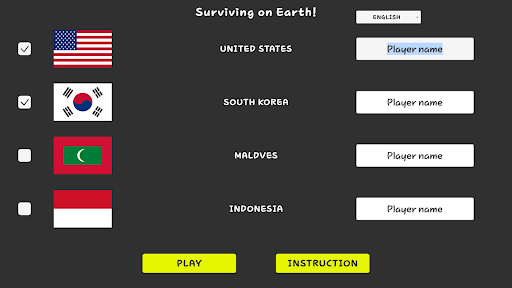 Surviving on Earth!
ENGLISH
UNITED STATES
Player name
SOUTH KOREA
Player name
MALDVES
Player name
INDONESIA
Player name
PLAY
INSTRUCTION